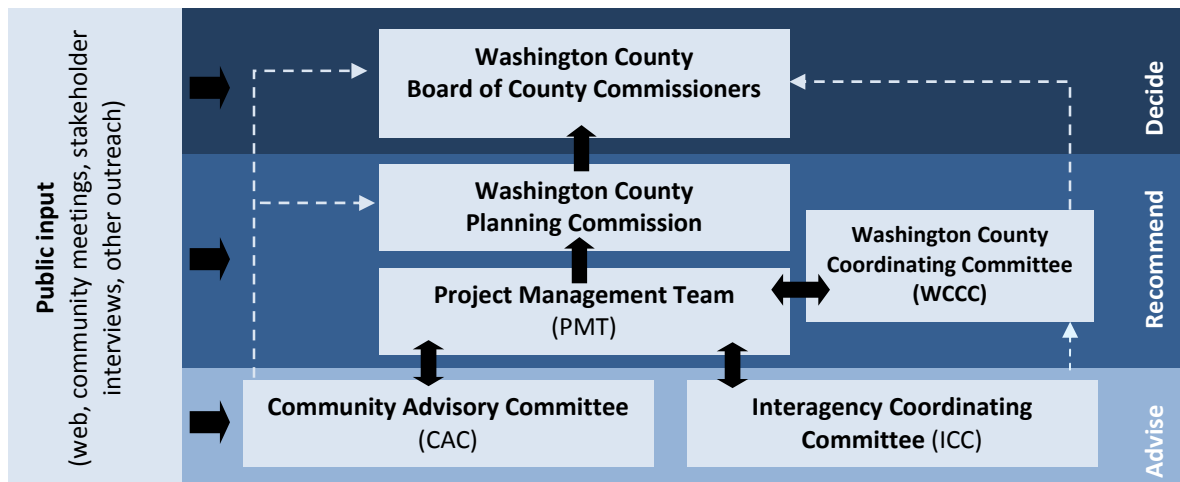 Public input
(web, community meetings, stakeholder
interviews, other outreach)
Washington County
Board of County Commissioners
Decide
Washington County
Planning Commission
Washington County
Coordinating Committee
(WCCC)
Project Management Team
(PMT)
Recommend
Community Advisory Committee
(CAC)
Interagency Coordinating
Committee (ICC)
Advise